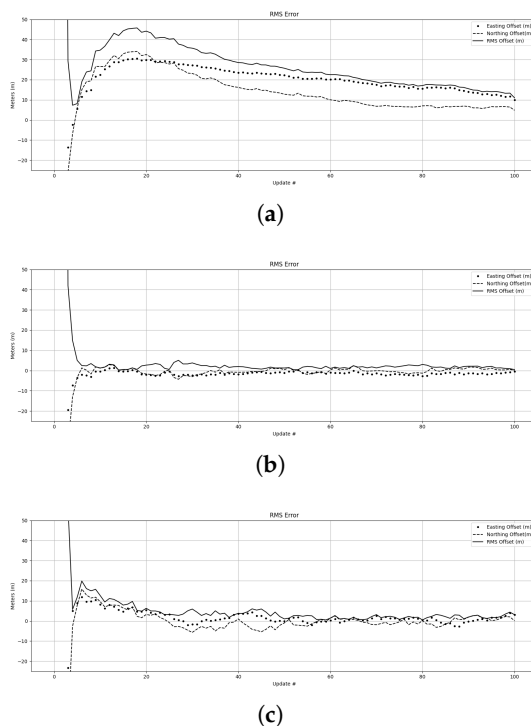 RMS Error
50
40
30
20
10
0
-10
-20
Meters (m)
0 20 40 60 80 100
Update #
Easting Offset (m)
Northing Offset(m)
RMS Offset (m)
(a)
RMS Error
50
40
30
20
10
0
-10
-20
Meters (m)
0 20 40 60 80 100
Update #
Easting Offset (m)
Northing Offset(m)
RMS Offset (m)
(b)
RMS Error
50
40
30
20
10
0
-10
-20
Meters (m)
0 20 40 60 80 100
Update #
Easting Offset (m)
Northing Offset(m)
RMS Offset (m)
(c)